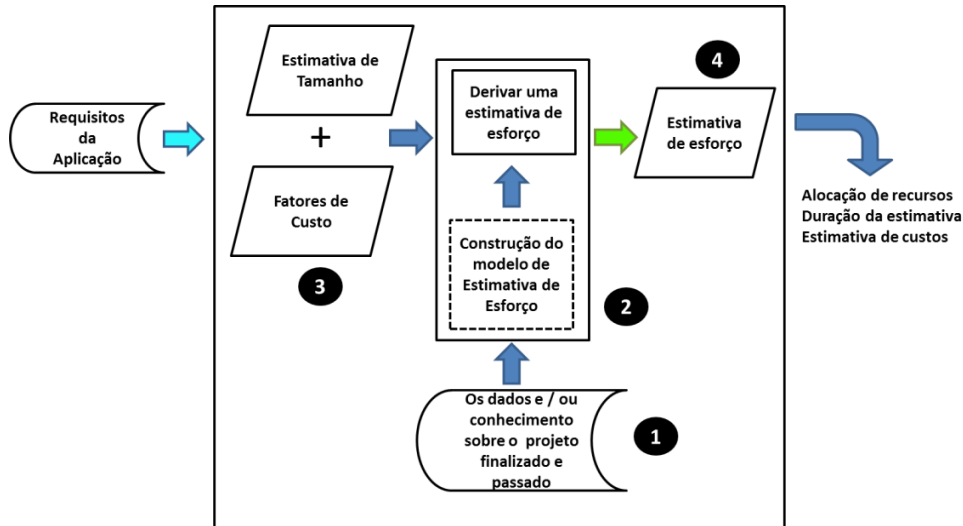 Requisitos
da
Aplicação
Estimativa de
Tamanho
+
Fatores de
Custo
3
Derivar uma
estimativa de
esforço
Construção do
modelo de
Estimativa de
Esforço
2
Os dados e / ou
conhecimento
sobre o projeto
finalizado e
passado
1
4
Estimativa
de esforço
Alocação de recursos
Duração da estimativa
Estimativa de custos